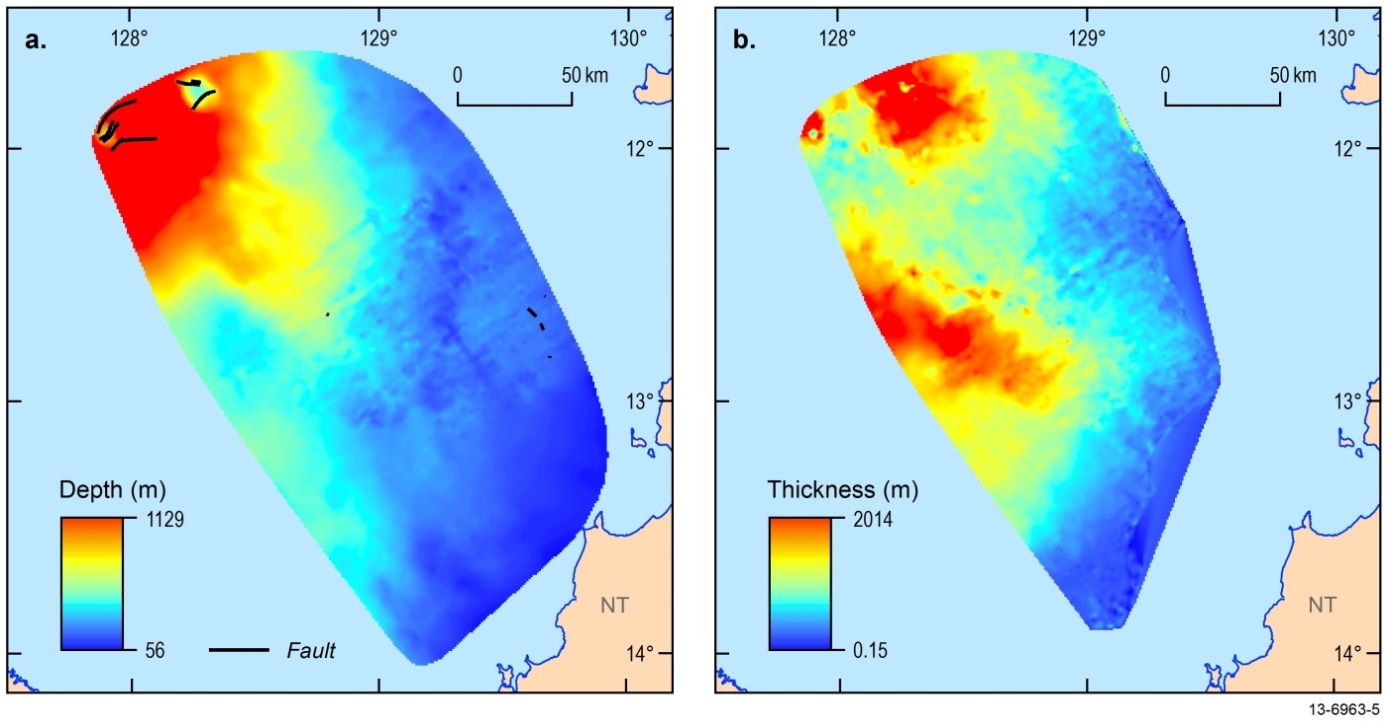 a.
128°
129°
130°
0
50 km
12°
13°
Depth (m)
1129
56
Fault
NT
14°
b.
128°
129°
130°
0
50 km
12°
13°
Thickness (m)
2014
0.15
NT
14°
13-6963-5